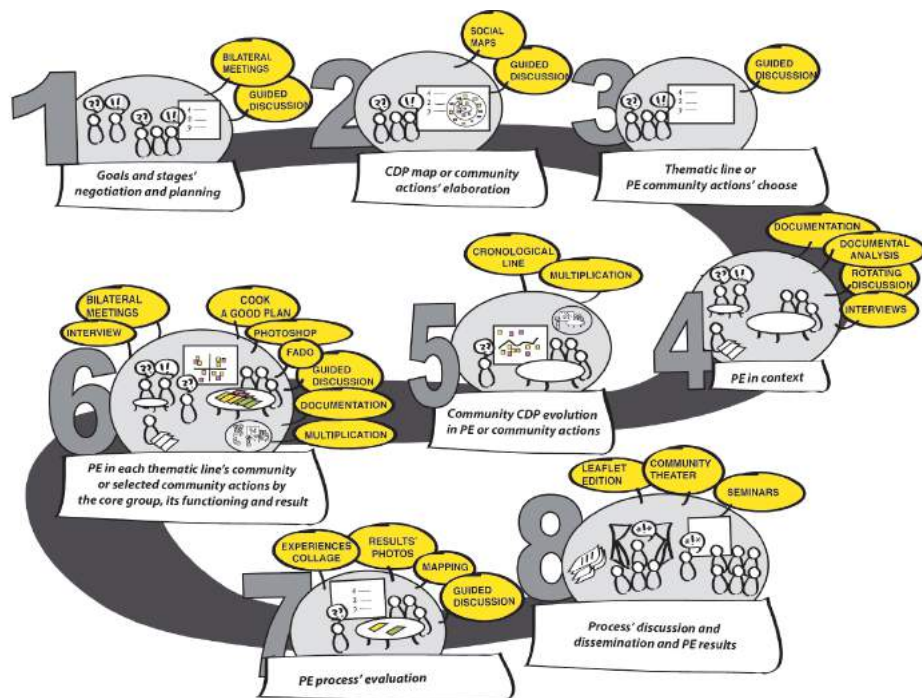 1
BILATERAL
MEETINGS
GUIDED
DISCUSSION
Goals and stages'
negotiation and planning
2
SOCIAL
MAPS
GUIDED
DISCUSSION
CDP map or community
actions' elaboration
3
GUIDED
DISCUSSION
Thematic line or
PE community actions' choose
4
DOCUMENTATION
DOCUMENTAL
ANALYSIS
ROTATING
DISCUSSION
INTERVIEWS
PE in context
5
CRONOLOGICAL
LINE
MULTIPLICATION
Community CDP evolution
in PE or community actions
6
BILATERAL
MEETINGS
INTERVIEW
COOK
A GOOD PLAN
PHOTOSHOP
FADO
GUIDED
DISCUSSION
DOCUMENTATION
MULTIPLICATION
PE in each thematic line's community
or selected community actions by
the core group, its functioning and result
7
EXPERIENCES
COLLAGE
RESULTS'
PHOTOS
MAPPING
GUIDED
DISCUSSION
PE process' evaluation
8
LEAFLET
EDITION
COMMUNITY
THEATER
SEMINARS
Process' discussion and
dissemination and PE results